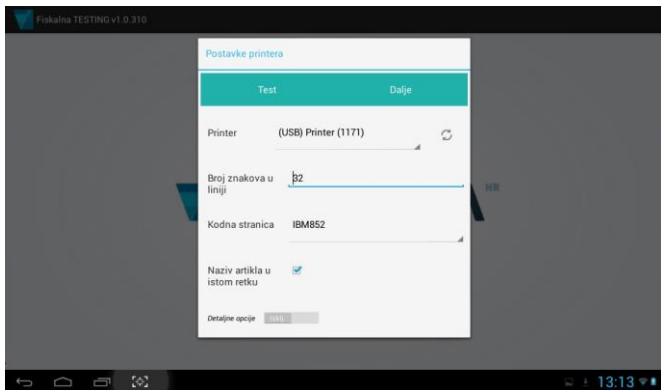 Fiskalna TESTING v1.0.310
Postavke printera
Test Dalje
Printer (USB) Printer (1171)
Broj znakova u
liniji
32
Kodna stranica IBM852
Naziv artikla u
istom retku
Detaljne opcije
HR
13:13